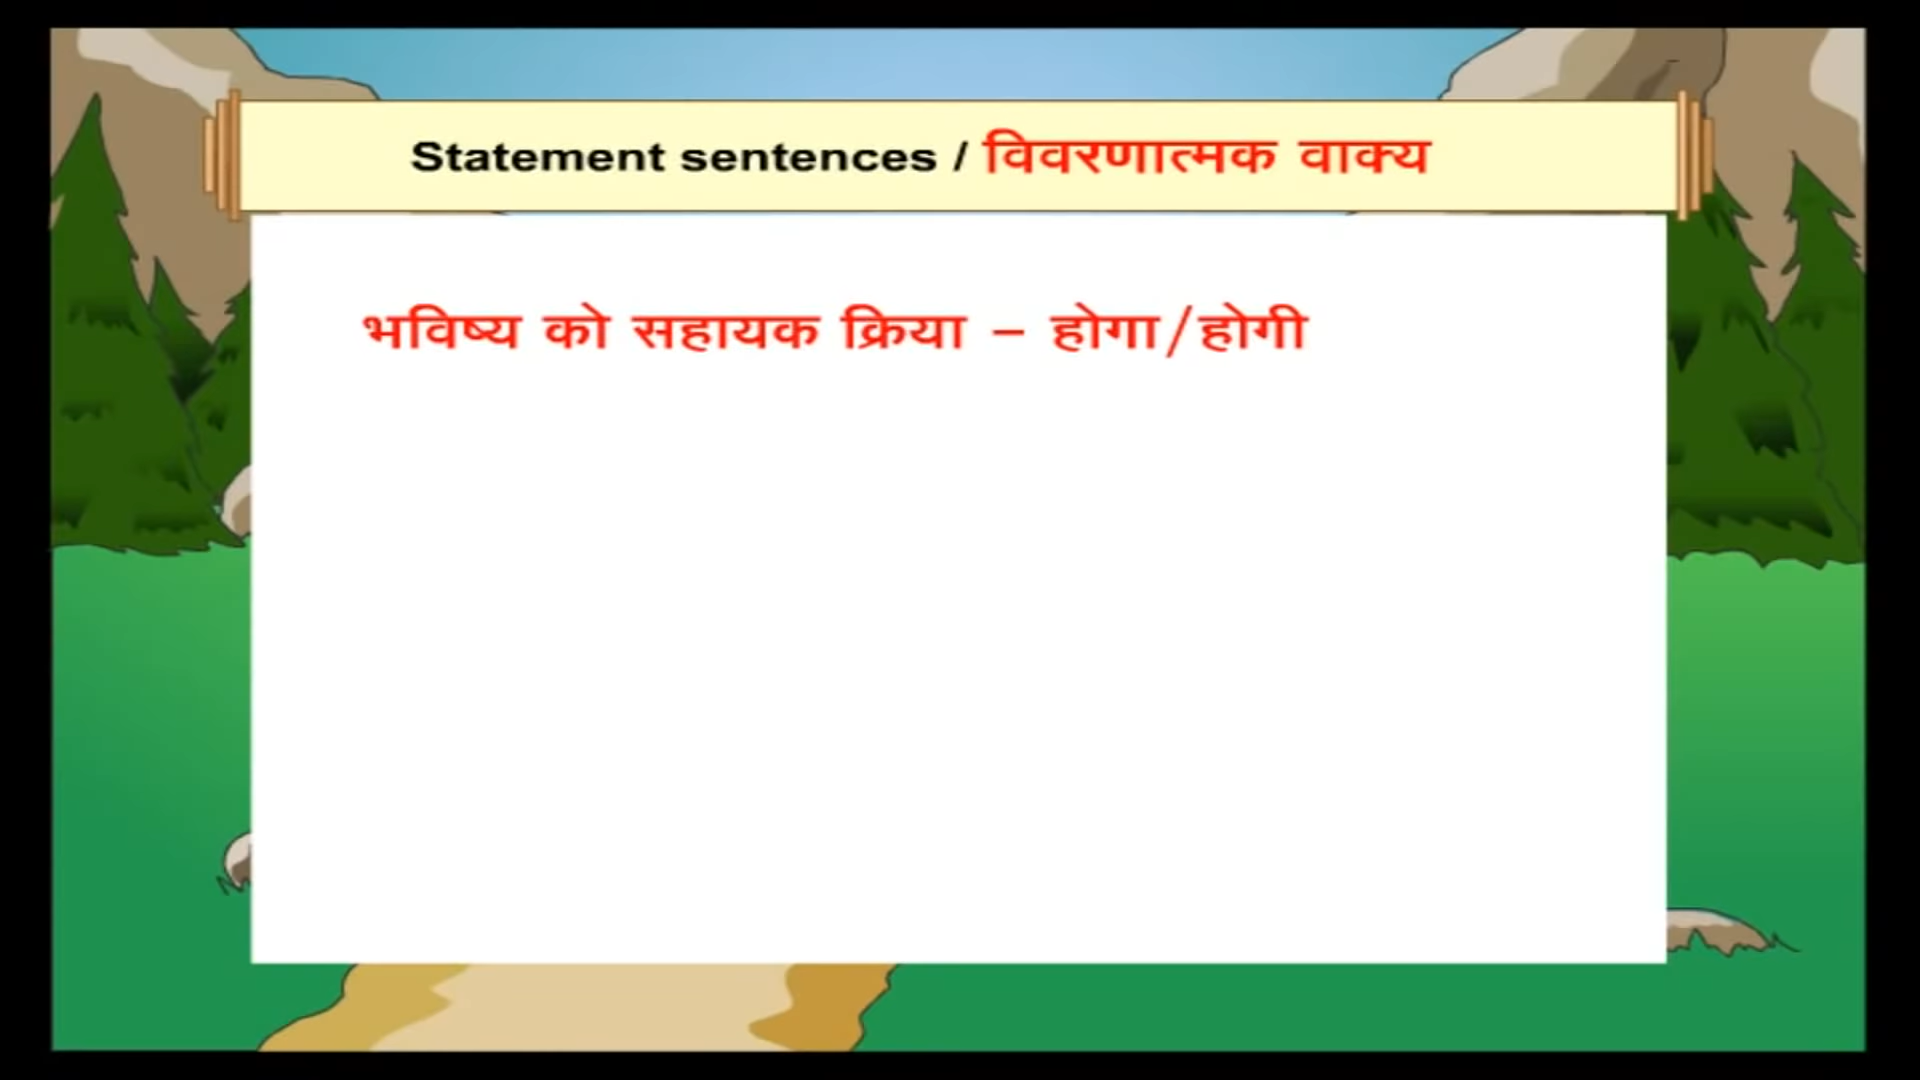 Statement sentences / विवरणात्मक वाक्य
भविष्य को सहायक क्रिया – होगा/होगी